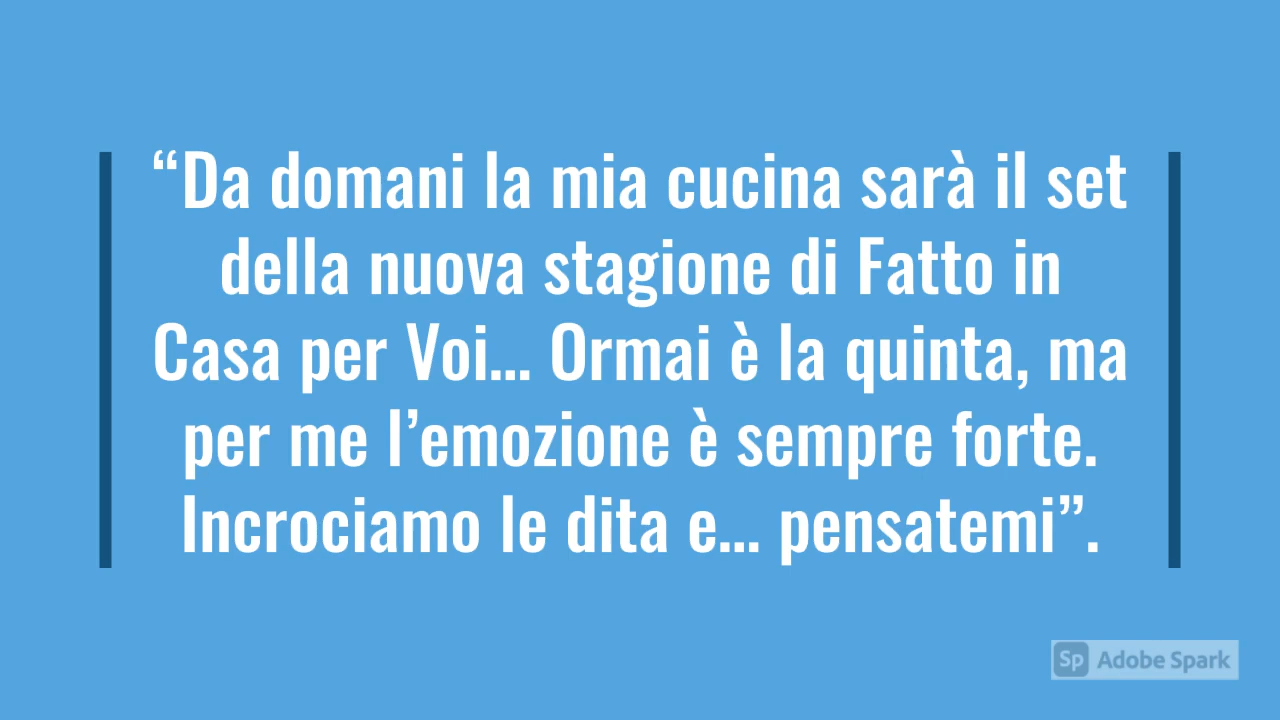 “Da domani la mia cucina sarà il set
della nuova stagione di Fatto in
Casa per Voi... Ormai è la quinta, ma
per me l’emozione è sempre forte.
Incrociamo le dita e... pensatemi”.
Sp Adobe Spark